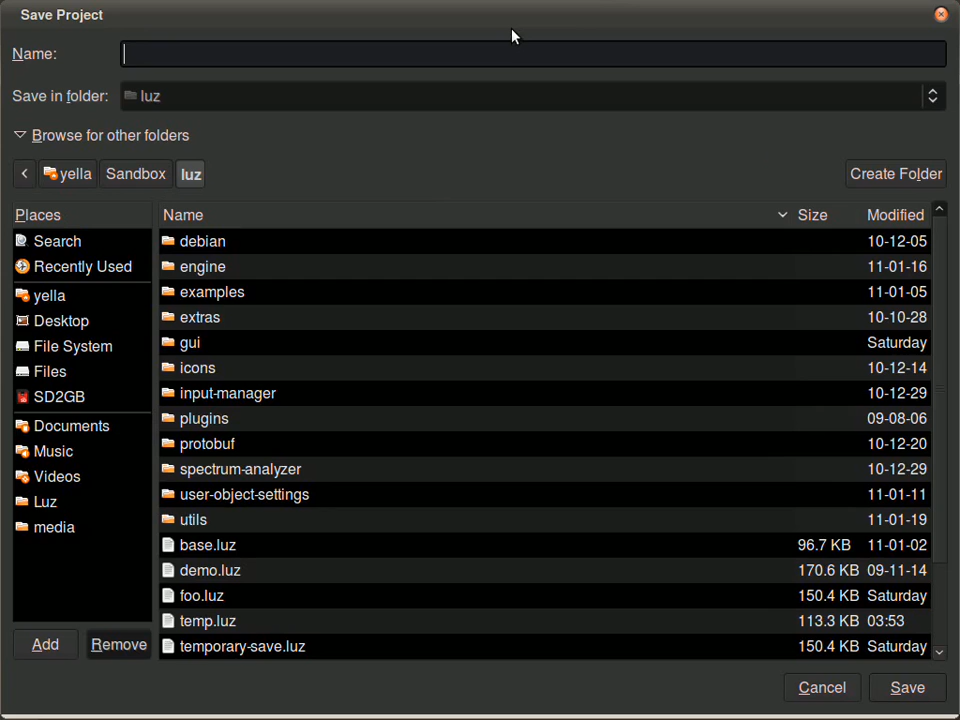 Save Project
Name:
Save in folder: luz
Browse for other folders
yella Sandbox luz Create Folder
Places
Search
Recently Used
yella
Desktop
File System
Files
SD2GB
Documents
Music
Videos
Luz
media
Add Remove
Name Size Modified
debian 10-12-05
engine 11-01-16
examples 11-01-05
extras 10-10-28
gui Saturday
icons 10-12-14
input-manager 10-12-29
plugins 09-08-06
protobuf 10-12-20
spectrum-analyzer 10-12-29
user-object-settings 11-01-11
utils 11-01-19
base.luz 96.7 KB 11-01-02
demo.luz 170.6 KB 09-11-14
foo.luz 150.4 KB Saturday
temp.luz 113.3 KB 03:53
temporary-save.luz 150.4 KB Saturday
Cancel Save